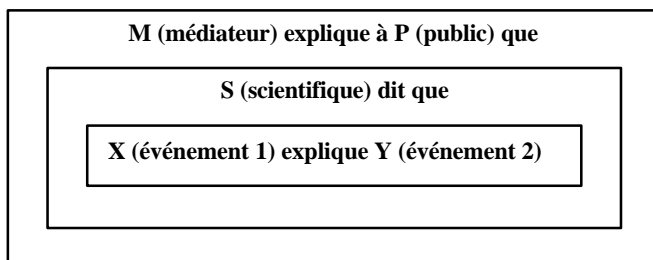 M (médiateur) explique à P (public) que
S (scientifique) dit que
X (événement 1) explique Y (événement 2)